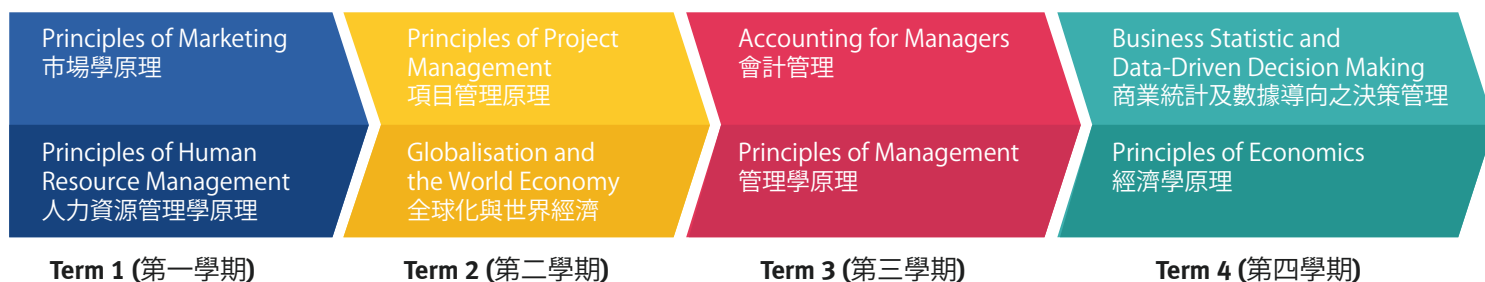 Principles of Marketing
市場學原理
Principles of Human
Resource Management
人力資源管理學原理
Term 1 (第一學期)
Principles of Project
Management
項目管理原理
Globalisation and
the World Economy
全球化與世界經濟
Term 2 (第二學期)
Accounting for Managers
會計管理
Principles of Management
管理學原理
Term 3 (第三學期)
Business Statistic and
Data-Driven Decision Making
商業統計及數據導向之決策管理
Principles of Economics
經濟學原理
Term 4 (第四學期)